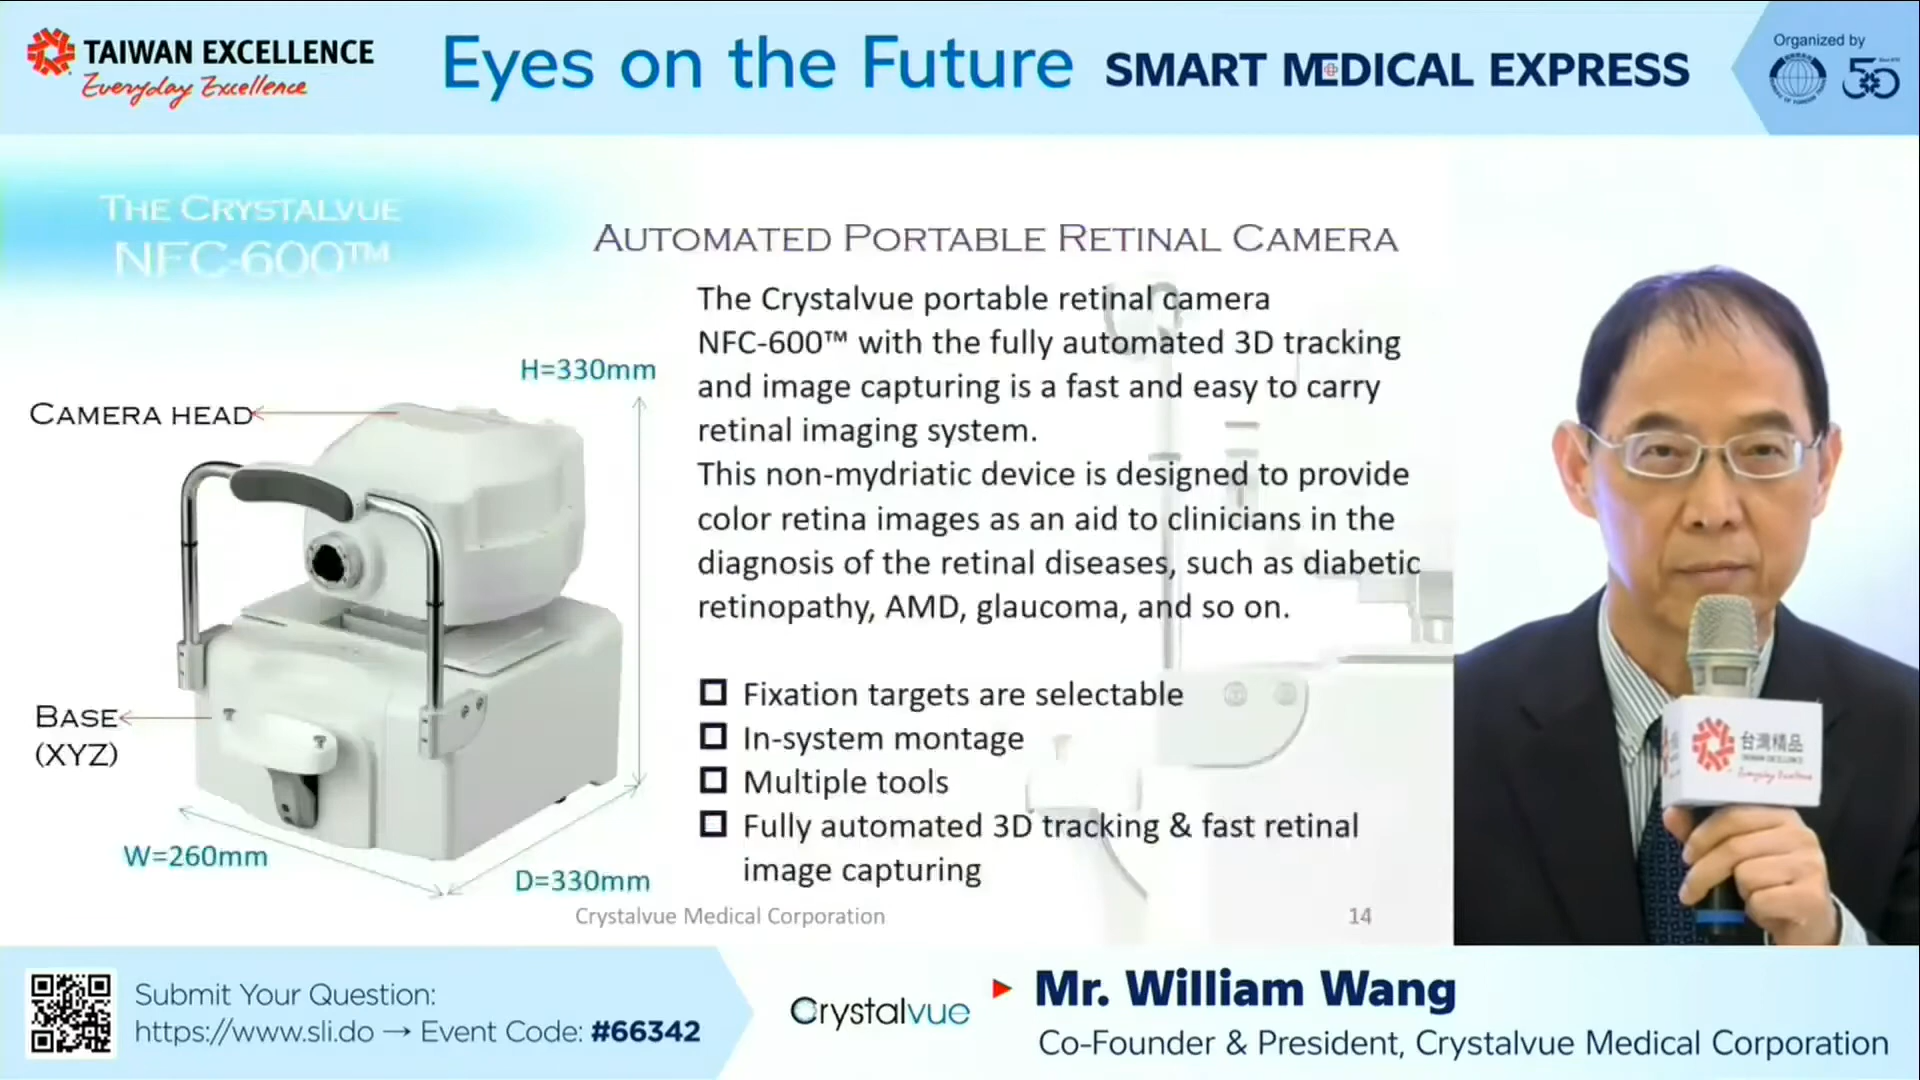 TAIWAN EXCELLENCE
Everyday Excellence
Eyes on the Future SMART MEDICAL EXPRESS
Organized by
50
THE CRYSTALVUE
NFC-600™
AUTOMATED PORTABLE RETINAL CAMERA
The Crystalvue portable retinal camera
NFC-600™ with the fully automated 3D tracking
and image capturing is a fast and easy to carry
retinal imaging system.
This non-mydriatic device is designed to provide
color retina images as an aid to clinicians in the
diagnosis of the retinal diseases, such as diabetic
retinopathy, AMD, glaucoma, and so on.
Fixation targets are selectable
In-system montage
Multiple tools
Fully automated 3D tracking & fast retinal
image capturing
H=330mm
CAMERA HEAD
BASE
(XYZ)
W=260mm
D=330mm
Crystalvue Medical Corporation
14
台灣精品
TAIWAN EXCELLENCE
Everyday Excellence
Submit Your Question:
https://www.sli.do → Event Code: #66342
Crystalvue
Mr. William Wang
Co-Founder & President, Crystalvue Medical Corporation